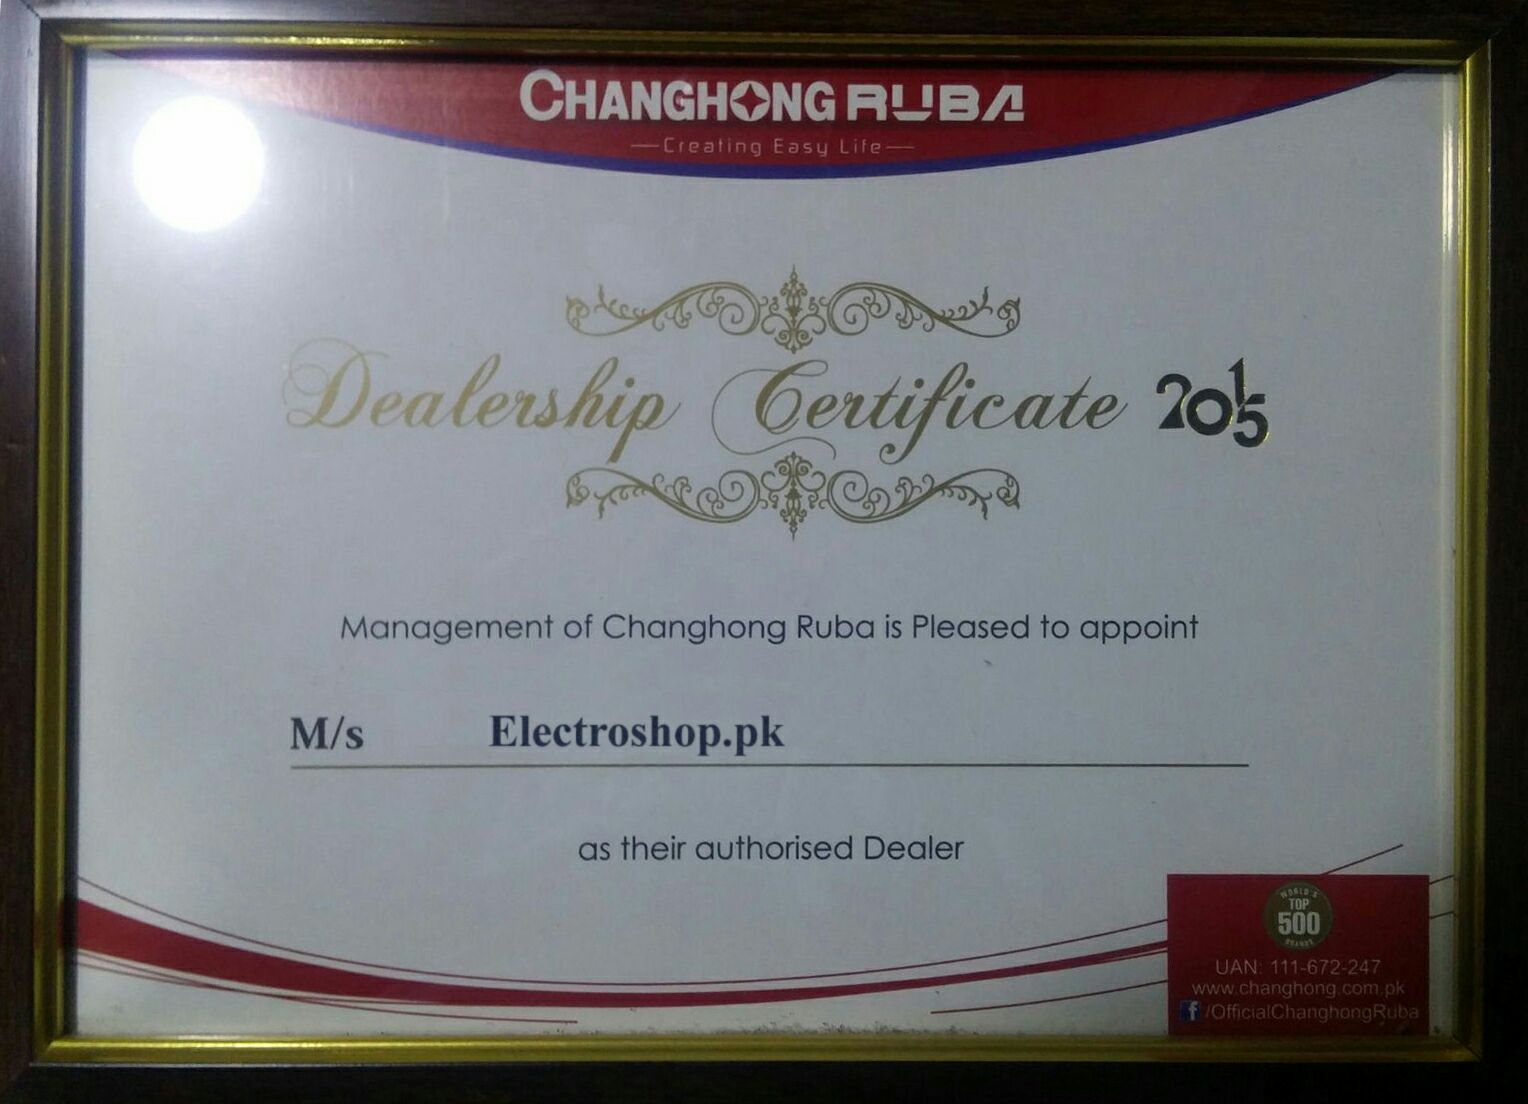 CHANGHONG RUBA
Creating Easy Life
Dealership Certificate 2015
Management of Changhong Ruba is Pleased to appoint
M/s Electroshop.pk
as their authorised Dealer
WORLD'S
TOP
500
BRANDS
UAN: 111-672-247
www.changhong.com.pk
f /OfficialChanghongRuba